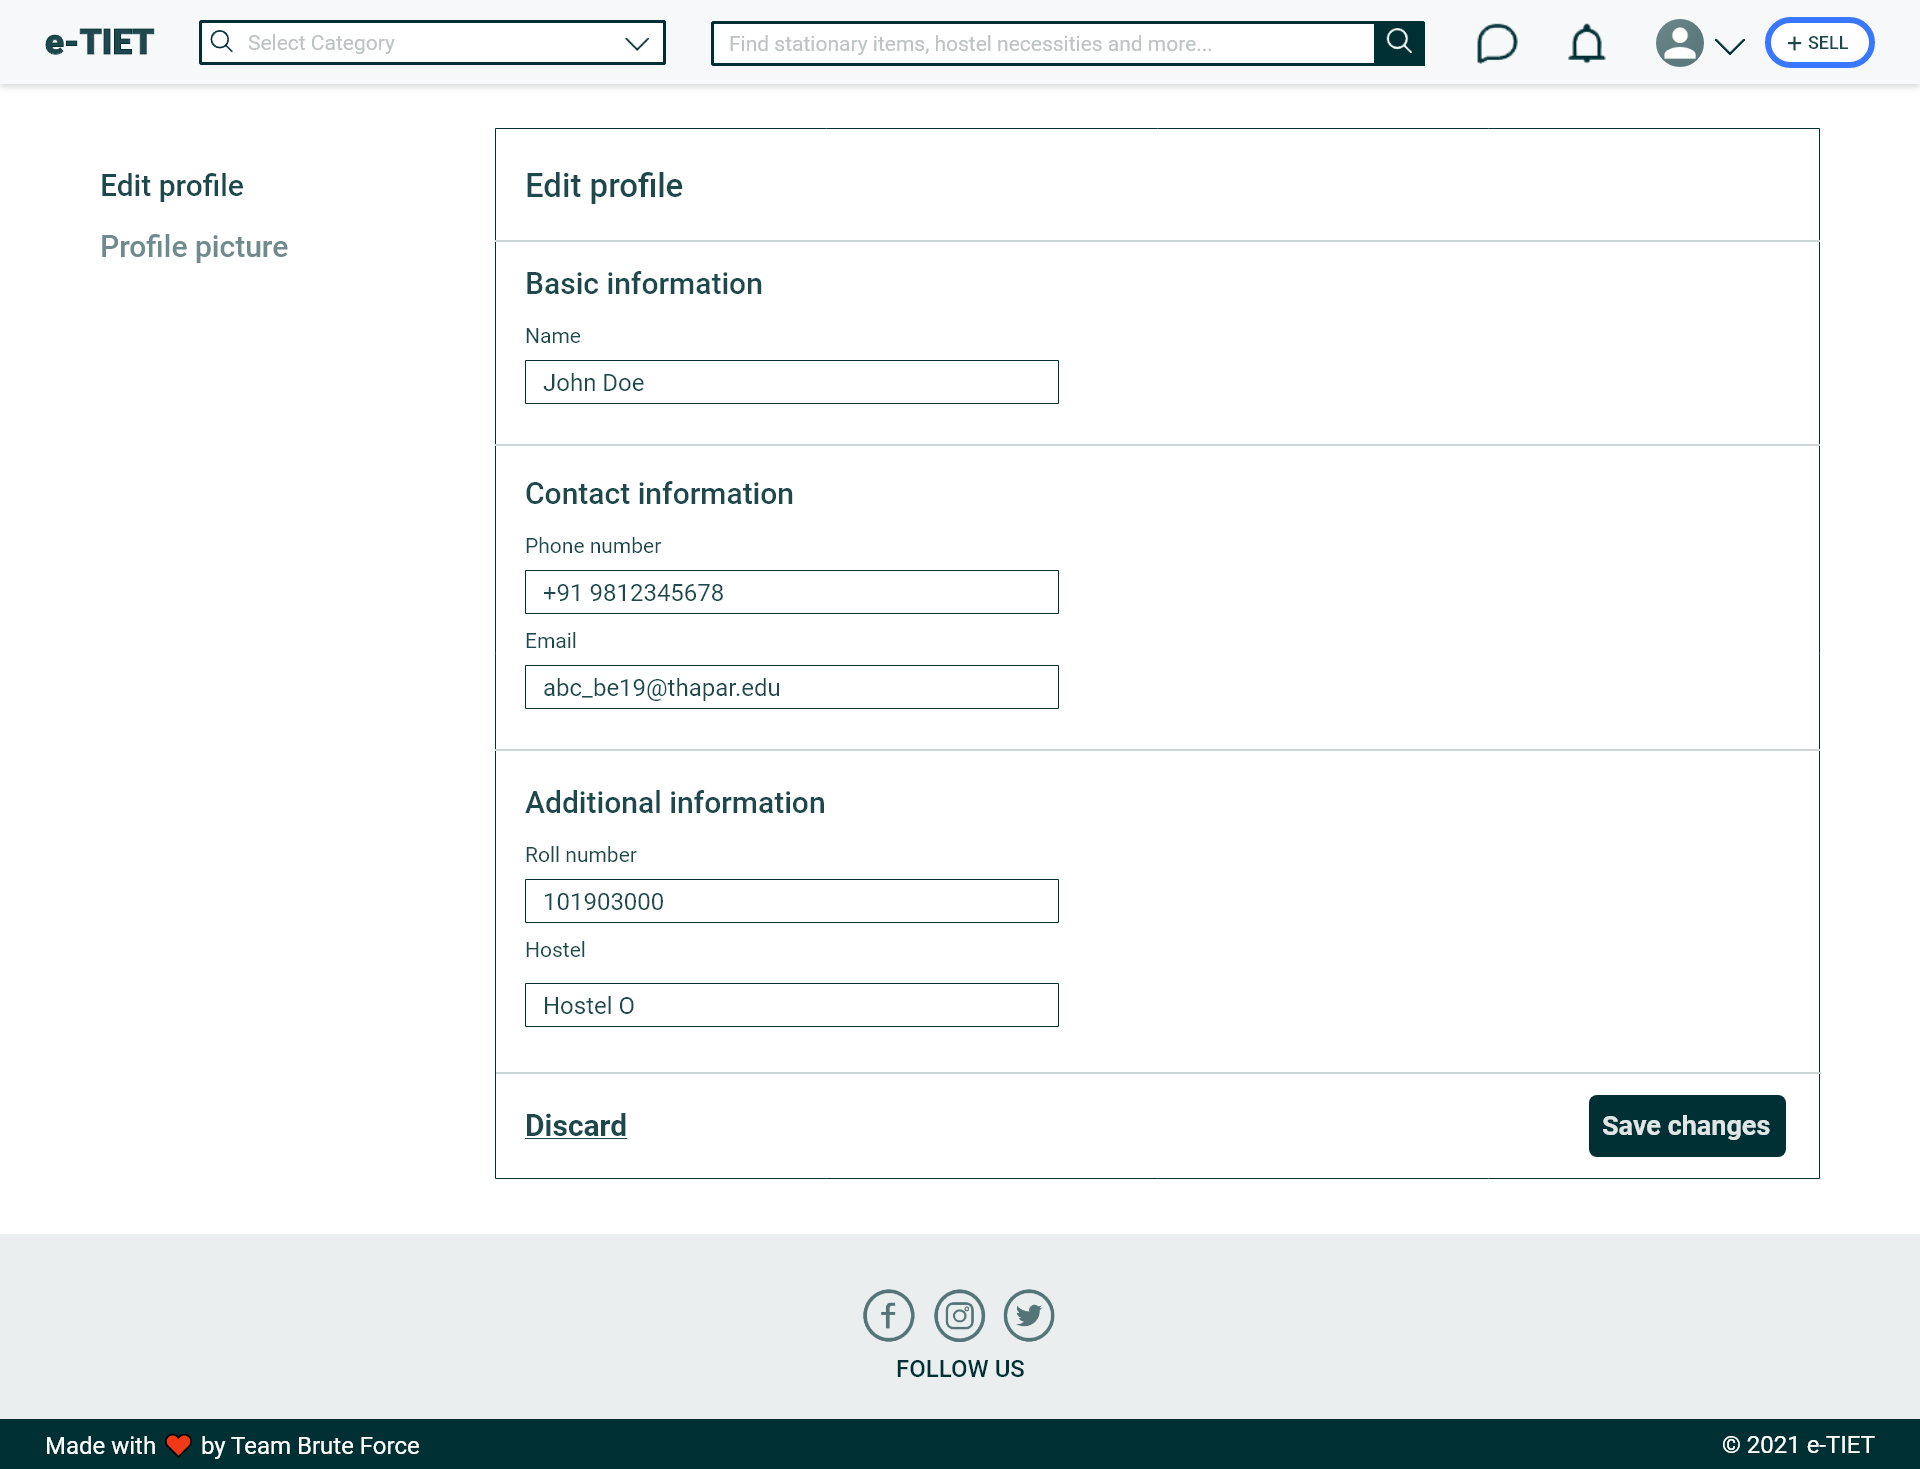 e-TIET
Select Category
Find stationary items, hostel necessities and more...
+ SELL
Edit profile
Profile picture
Edit profile
Basic information
Name
John Doe
Contact information
Phone number
+91 9812345678
Email
abc_be19@thapar.edu
Additional information
Roll number
101903000
Hostel
Hostel O
Discard
Save changes
FOLLOW US
Made with ❤️ by Team Brute Force
© 2021 e-TIET